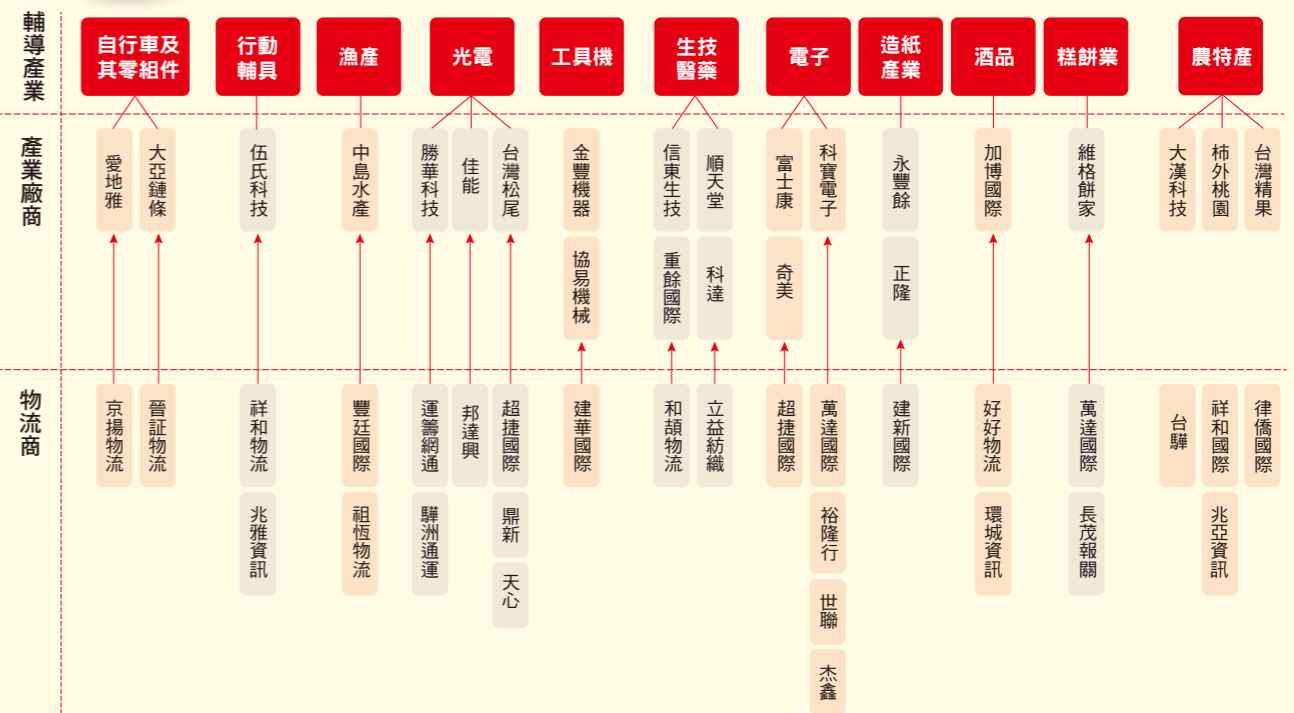 輔導產業
自行車及
其零組件
行動
輔具
漁產
光電
工具機
生技
醫藥
電子
造紙
產業
酒品
糕餅業
農特產
產業廠商
愛地雅
大亞鏈條
伍氏科技
中島水產
勝華科技
佳能
台灣松尾
金豐機器
協易機械
信東生技
重餘國際
順天堂
科達
富士康
奇美
科寶電子
永豐餘
正隆
加博國際
維格餅家
大漢科技
柿外桃園
台灣精果
物流商
京揚物流
晉証物流
祥和物流
兆雅資訊
豐廷國際
祖恆物流
運籌網通
驊洲通運
邦達興
超捷國際
鼎新
天心
建華國際
和頡物流
立益紡織
超捷國際
萬達國際
裕隆行
世聯
杰鑫
建新國際
好好物流
環城資訊
萬達國際
長茂報關
台驊
祥和國際
兆亞資訊
律僑國際